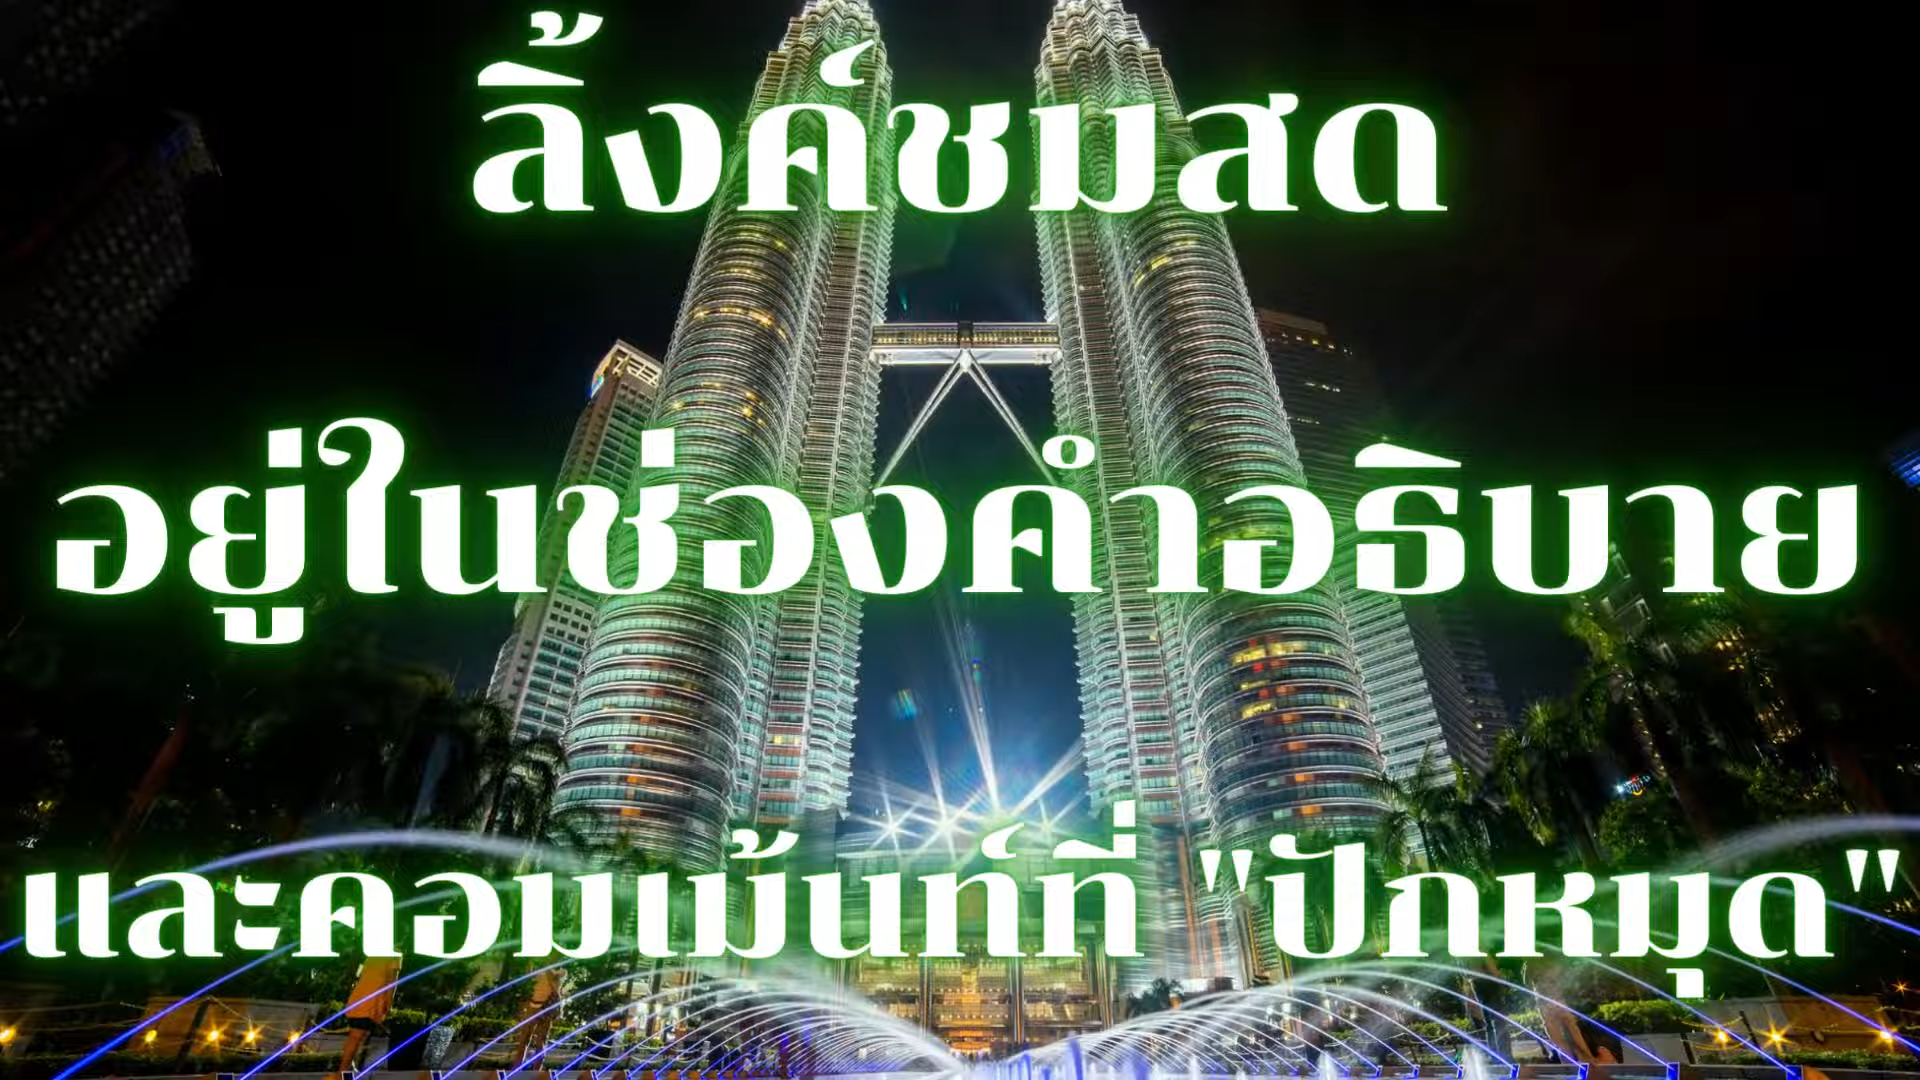 ลิ้งค์ชมสด
อยู่ในช่องคำอธิบาย
และคอมเม้นท์ที่ "ปักหมุด"